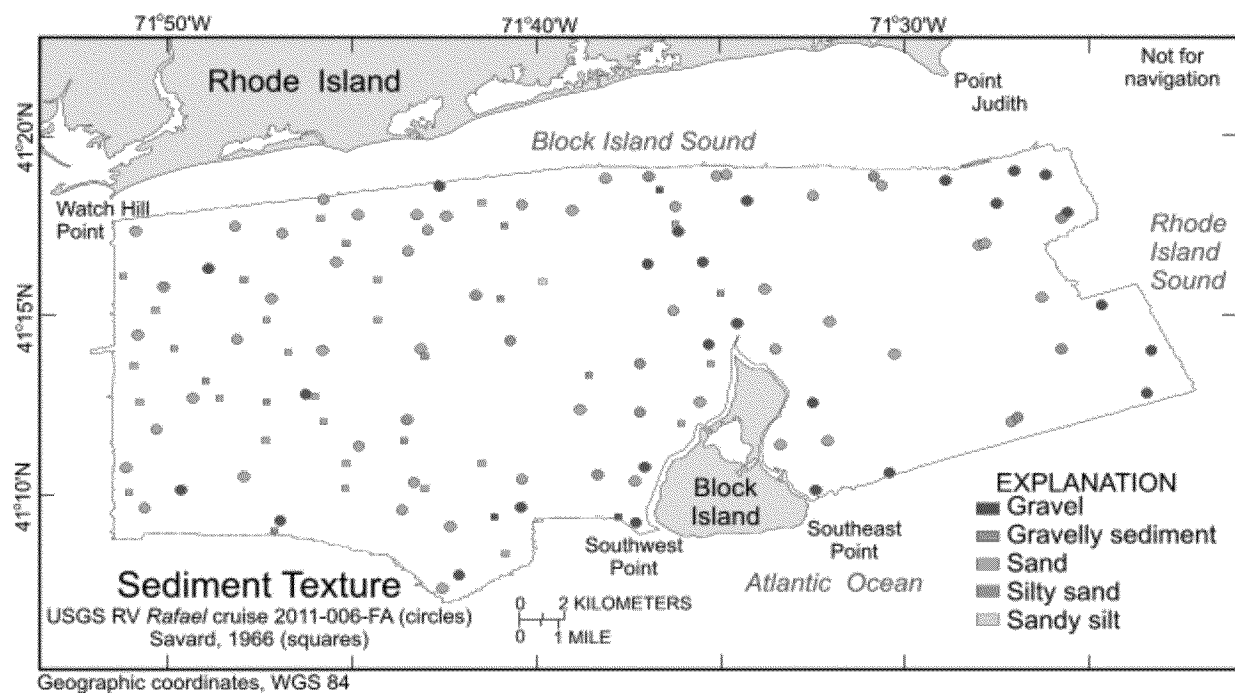 71°50'W 71°40'W 71°30'W
Rhode Island
Not for
navigation
Point
Judith
41°20'N
Block Island Sound
Watch Hill
Point
Rhode
Island
Sound
41°15'N
41°10'N
Block
Island
Southwest
Point
Southeast
Point
Atlantic Ocean
EXPLANATION
Gravel
Gravelly sediment
Sand
Silty sand
Sandy silt
Sediment Texture
USGS RV Rafael cruise 2011-006-FA (circles)
Savard, 1966 (squares)
0 2 KILOMETERS
0 1 MILE
Geographic coordinates, WGS 84